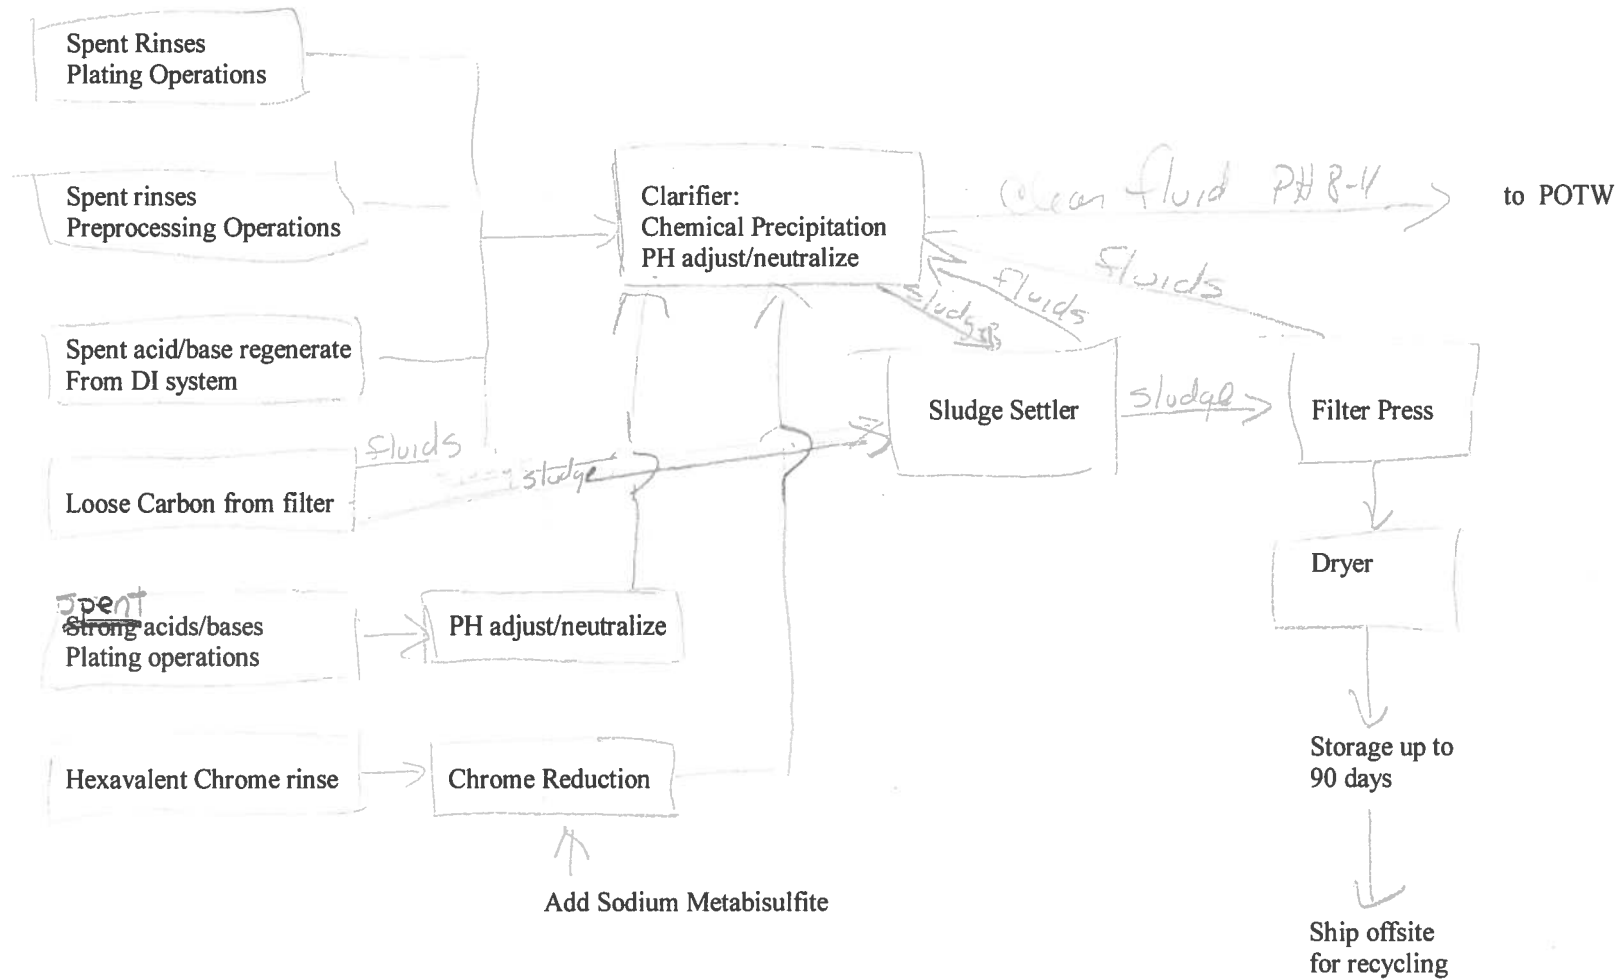 Spent Rinses
Plating Operations
Spent rinses
Preprocessing Operations
Spent acid/base regenerate
From DI system
fluids
Loose Carbon from filter
sludge
Spent
Strong acids/bases
Plating operations
PH adjust/neutralize
Hexavalent Chrome rinse
Chrome Reduction
Add Sodium Metabisulfite
Clarifier:
Chemical Precipitation
PH adjust/neutralize
clean fluid PH 8-11
to POTW
sludge
fluids
fluids
Sludge Settler
sludge
Filter Press
Dryer
Storage up to
90 days
Ship offsite
for recycling